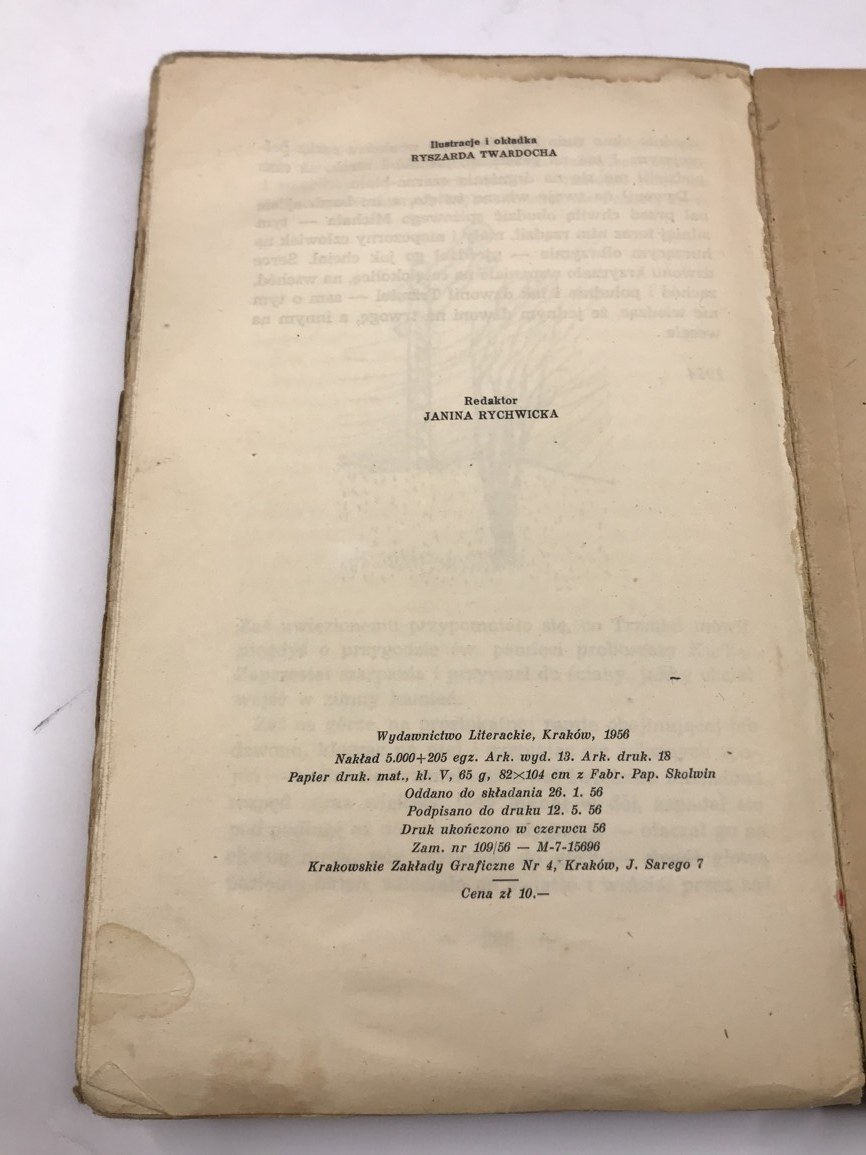 Ilustracje i okładka
RYSZARDA TWARDOCHA
Redaktor
JANINA RYCHWICKA
Wydawnictwo Literackie, Kraków, 1956
Nakład 5.000+205 egz. Ark. wyd. 13. Ark. druk. 18
Papier druk. mat., kl. V, 65 g, 82×104 cm z Fabr. Pap. Skolwin
Oddano do składania 26. 1. 56
Podpisano do druku 12. 5. 56
Druk ukończono w czerwcu 56
Zam. nr 109/56 — M-7-15696
Krakowskie Zakłady Graficzne Nr 4, Kraków, J. Sarego 7
Cena zł 10.—